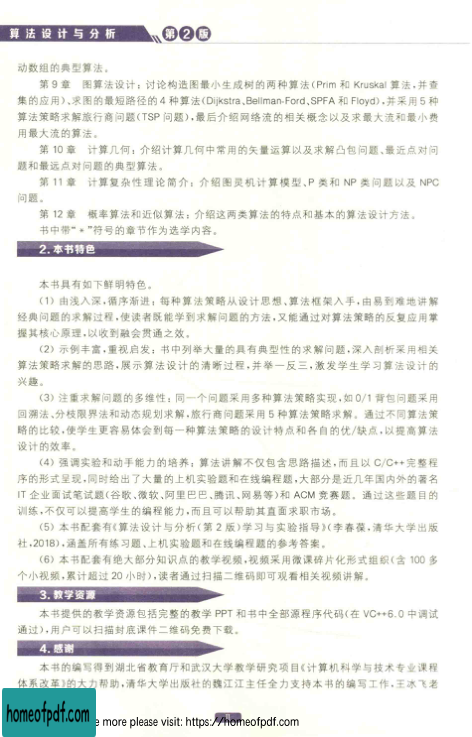 算法设计与分析 第2版
动数组的典型算法。
第9章 图算法设计：讨论构造图最小生成树的两种算法(Prim 和 Kruskal 算法，并查
集的应用)、求图的最短路径的4种算法(Dijkstra、Bellman-Ford、SPFA 和 Floyd)，并采用5种
算法策略求解旅行商问题(TSP 问题)，最后介绍网络流的相关概念以及求最大流和最小费
用最大流的算法。
第10章 计算几何：介绍计算几何中常用的矢量运算以及求解凸包问题、最近点对问
题和最远点对问题的典型算法。
第11章 计算复杂性理论简介：介绍图灵机计算模型、P 类和 NP 类问题以及 NPC
问题。
第12章 概率算法和近似算法：介绍这两类算法的特点和基本的算法设计方法。
书中带“*”符号的章节作为选学内容。
2. 本书特色
本书具有如下鲜明特色。
(1) 由浅入深，循序渐进：每种算法策略从设计思想、算法框架入手，由易到难地讲解
经典问题的求解过程，使读者既能学到求解问题的方法，又能通过对算法策略的反复应用掌
握其核心原理，以收到融会贯通之效。
(2) 示例丰富，重视启发：书中列举大量的具有典型性的求解问题，深入剖析采用相关
算法策略求解的思路，展示算法设计的清晰过程，并举一反三，激发学生学习算法设计的
兴趣。
(3) 注重求解问题的多维性：同一个问题采用多种算法策略实现，如 0/1 背包问题采用
回溯法、分枝限界法和动态规划求解，旅行商问题采用5种算法策略求解。通过不同算法策
略的比较，使学生更容易体会到每一种算法策略的设计特点和各自的优/缺点，以提高算法
设计的效率。
(4) 强调实验和动手能力的培养：算法讲解不仅包含思路描述，而且以 C/C++完整程
序的形式呈现，同时给出了大量的上机实验题和在线编程题，大部分是近几年国内外的著名
IT 企业面试笔试题(谷歌、微软、阿里巴巴、腾讯、网易等)和 ACM 竞赛题。通过这些题目的
训练，不仅可以提高学生的编程能力，而且可以帮助其直面求职市场。
(5) 本书配套有《算法设计与分析(第2版)学习与实验指导》(李春葆，清华大学出版
社，2018)，涵盖所有练习题、上机实验题和在线编程题的参考答案。
(6) 本书配套有绝大部分知识点的教学视频，视频采用微课碎片化形式组织(含 100 多
个小视频，累计超过 20 小时)，读者通过扫描二维码即可观看相关视频讲解。
3. 教学资源
本书提供的教学资源包括完整的教学 PPT 和书中全部源程序代码(在 VC++6.0 中调试
通过)，用户可以扫描封底课件二维码免费下载。
4. 感谢
本书的编写得到湖北省教育厅和武汉大学教学研究项目《计算机科学与技术专业课程
体系改革》的大力帮助，清华大学出版社的魏江江主任全力支持本书的编写工作，王冰飞老
homeofpdf.com
e more please visit: https://homeofpdf.com